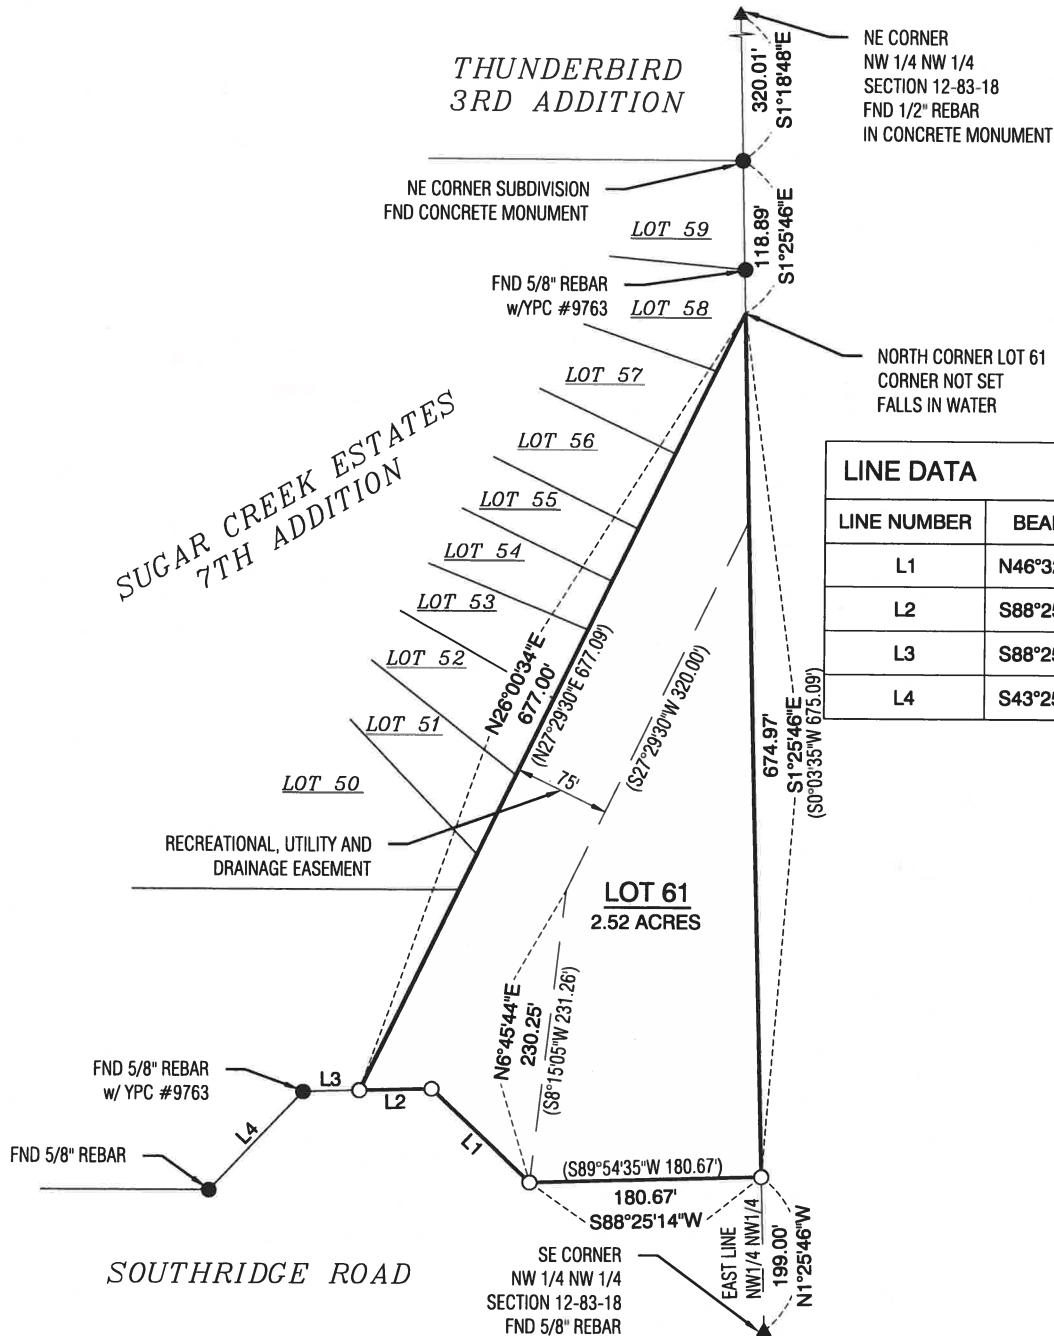 THUNDERBIRD
3RD ADDITION
320.01'
S1°18'48"E
NE CORNER
NW 1/4 NW 1/4
SECTION 12-83-18
FND 1/2" REBAR
IN CONCRETE MONUMENT
NE CORNER SUBDIVISION
FND CONCRETE MONUMENT
118.89'
S1°25'46"E
LOT 59
FND 5/8" REBAR
w/YPC #9763
LOT 58
NORTH CORNER LOT 61
CORNER NOT SET
FALLS IN WATER
LOT 57
LOT 56
LOT 55
LOT 54
LOT 53
LOT 52
LOT 51
LOT 50
SUGAR CREEK ESTATES
7TH ADDITION
LINE DATA
LINE NUMBER
L1
L2
L3
L4
N26°00'34"E
677.00'
(N27°29'30"E 677.09')
(S27°29'30"W 320.00')
674.97'
S1°25'46"E
(S0°03'35"W 675.09')
75'
RECREATIONAL, UTILITY AND
DRAINAGE EASEMENT
LOT 61
2.52 ACRES
N6°45'44"E
230.25'
(S8°15'05"W 231.26')
FND 5/8" REBAR
w/ YPC #9763
L3
L2
L4
L1
FND 5/8" REBAR
(S89°54'35"W 180.67')
180.67'
S88°25'14"W
EAST LINE
NW1/4 NW1/4
199.00'
N1°25'46"W
SOUTHRIDGE ROAD
SE CORNER
NW 1/4 NW 1/4
SECTION 12-83-18
FND 5/8" REBAR